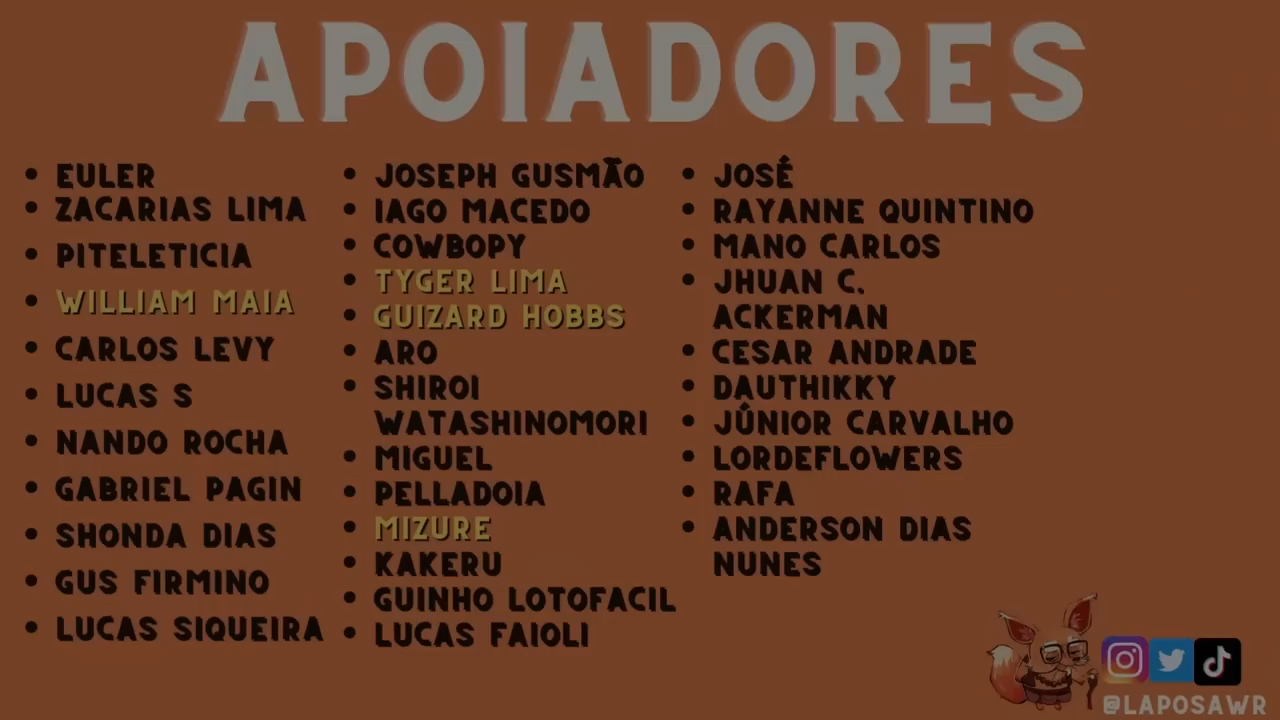 APOIADORES
• EULER
• ZACARIAS LIMA
• PITELETICIA
• WILLIAM MAIA
• CARLOS LEVY
• LUCAS S
• NANDO ROCHA
• GABRIEL PAGIN
• SHONDA DIAS
• GUS FIRMINO
• LUCAS SIQUEIRA
• JOSEPH GUSMÃO
• IAGO MACEDO
• COWBOPY
• TYGER LIMA
• GUIZARD HOBBS
• ARO
• SHIROI
WATASHINOMORI
• MIGUEL
• PELLADOIA
• MIZURE
• KAKERU
• GUINHO LOTOFACIL
• LUCAS FAIOLI
• JOSÉ
• RAYANNE QUINTINO
• MANO CARLOS
• JHUAN C.
ACKERMAN
• CESAR ANDRADE
• DAUTHIKKY
• JÚNIOR CARVALHO
• LORDEFLOWERS
• RAFA
• ANDERSON DIAS
NUNES
@LAPOSAWR